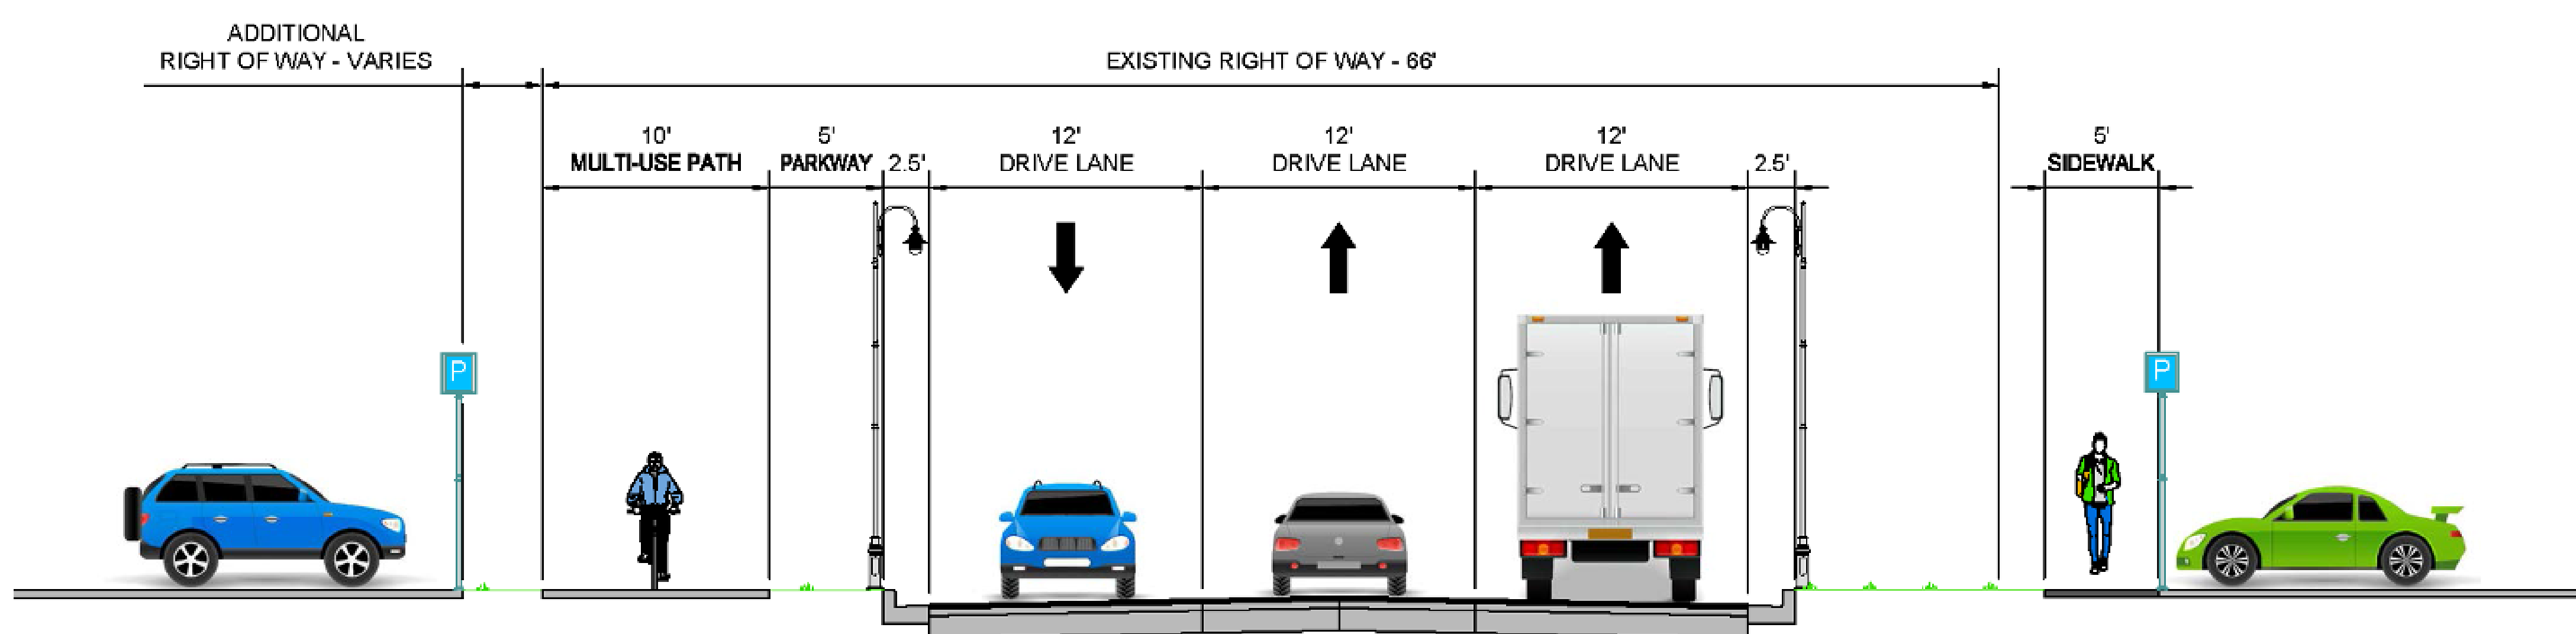 ADDITIONAL
RIGHT OF WAY - VARIES
EXISTING RIGHT OF WAY - 66'
10'
MULTI-USE PATH
5'
PARKWAY
2.5'
12'
DRIVE LANE
12'
DRIVE LANE
12'
DRIVE LANE
2.5'
5'
SIDEWALK
P
P